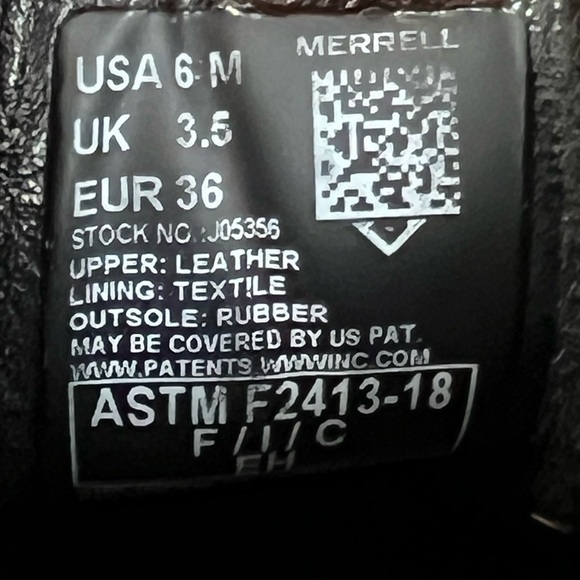 MERRELL
USA 6 M
UK 3.5
EUR 36
STOCK NO.:J05356
UPPER: LEATHER
LINING: TEXTILE
OUTSOLE: RUBBER
MAY BE COVERED BY US PAT.
WWW.PATENTS.WWWINC.COM
ASTM F2413-18
F / I / C
EH